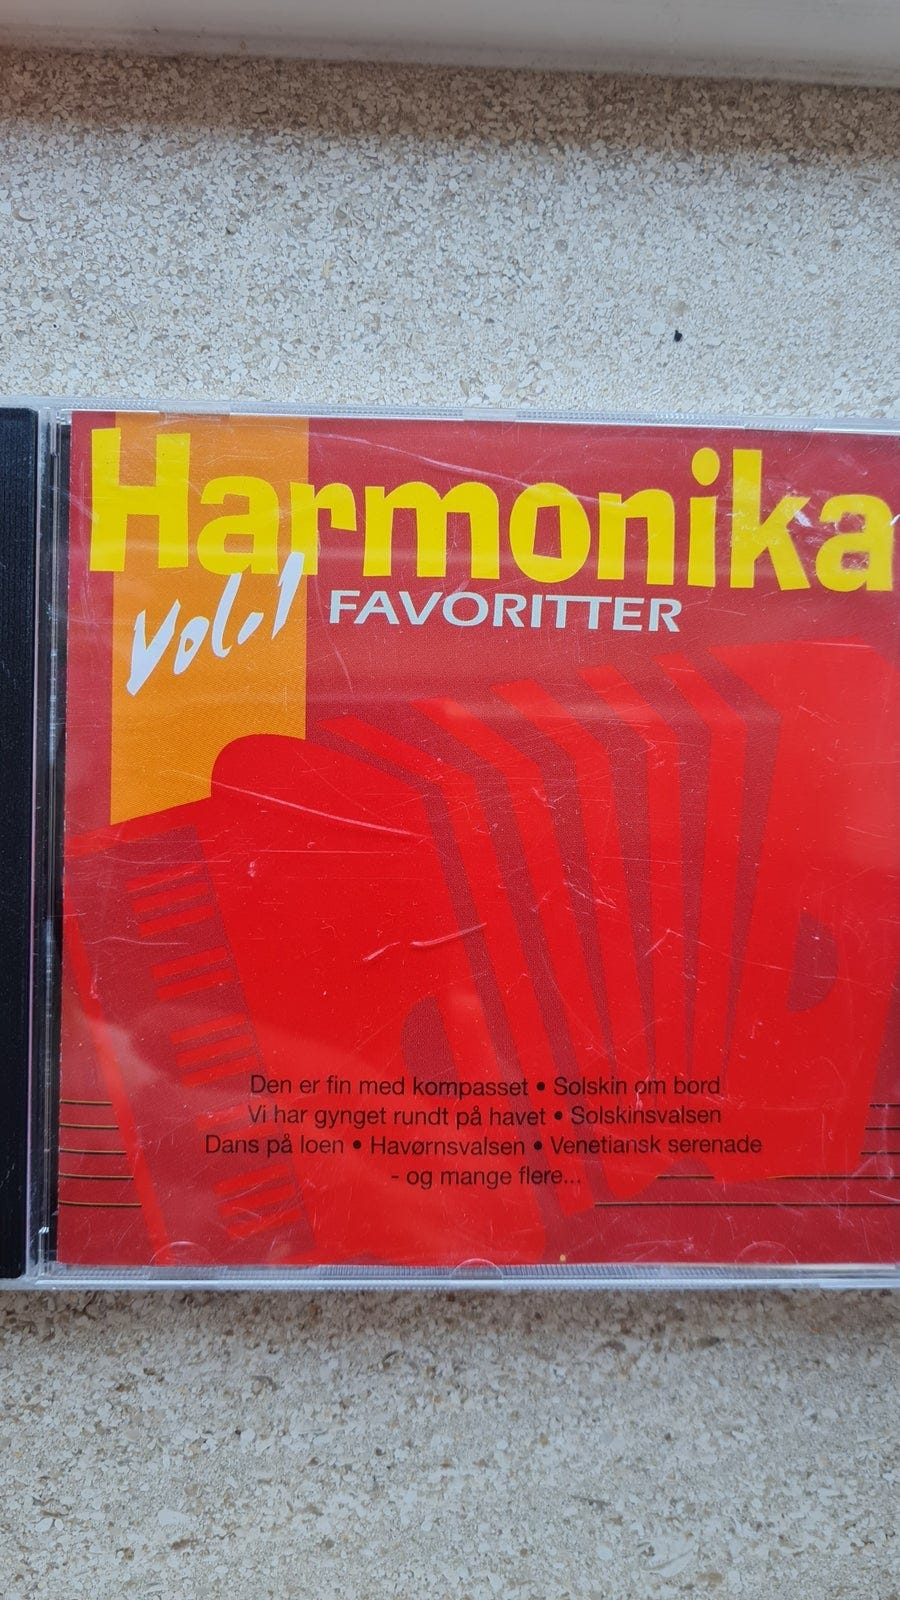 Harmonika
Vol.1 FAVORITTER
Den er fin med kompasset • Solskin om bord
Vi har gynget rundt på havet • Solskinsvalsen
Dans på loen • Havørnsvalsen • Venetiansk serenade
- og mange flere...